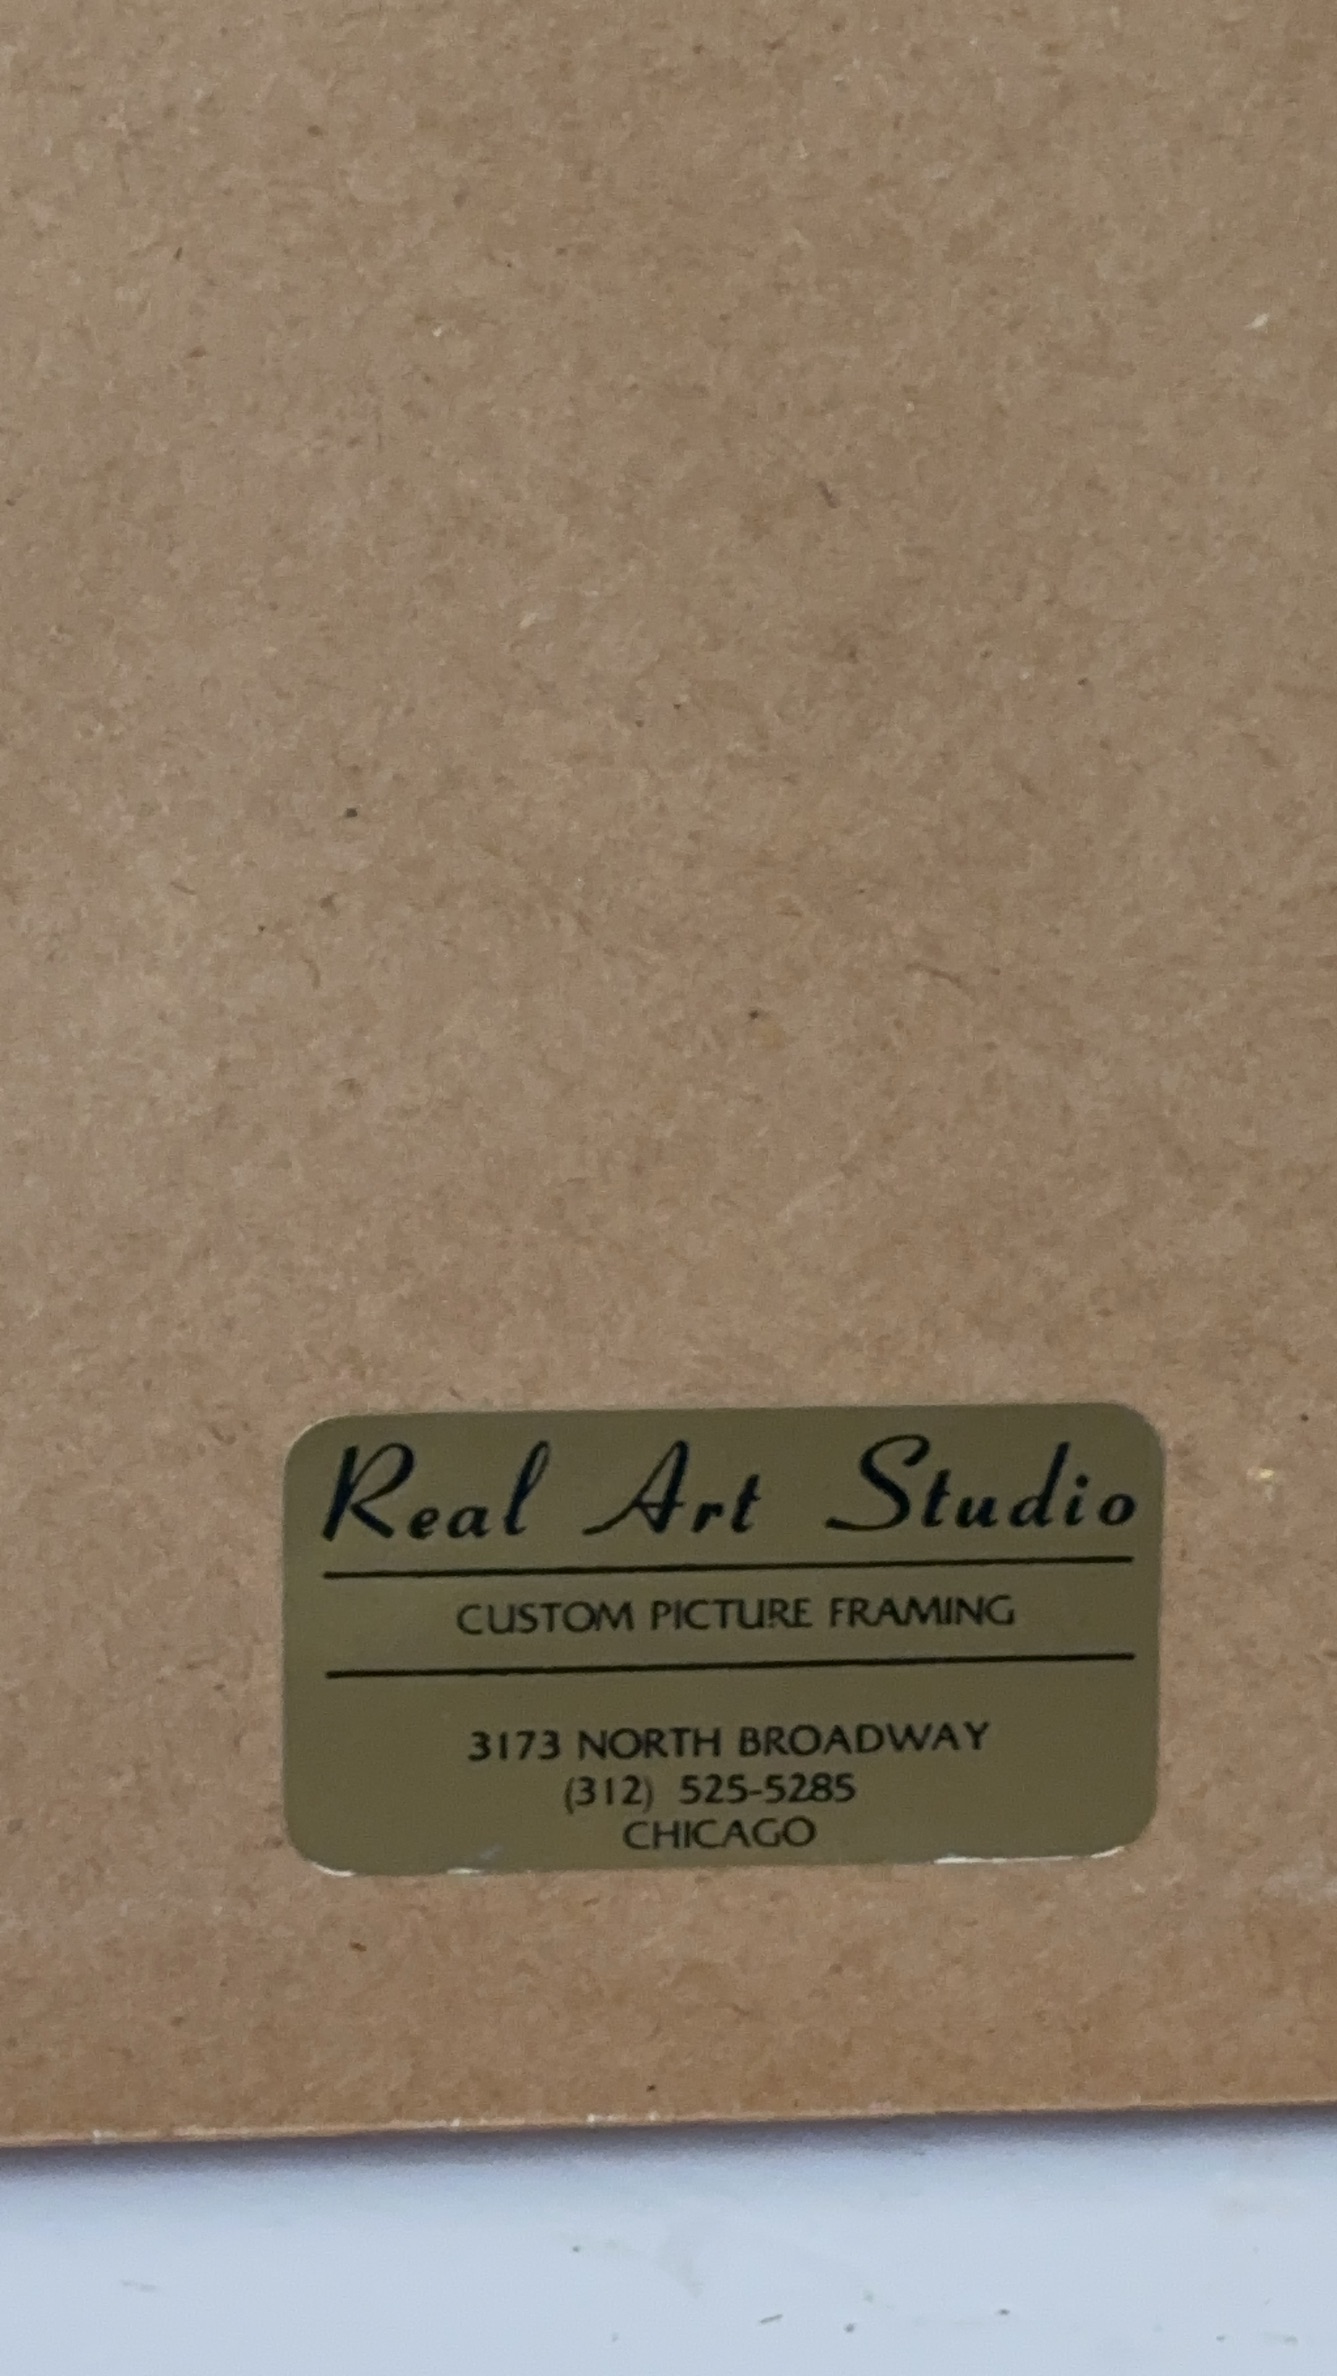 Real Art Studio
CUSTOM PICTURE FRAMING
3173 NORTH BROADWAY
(312) 525-5285
CHICAGO